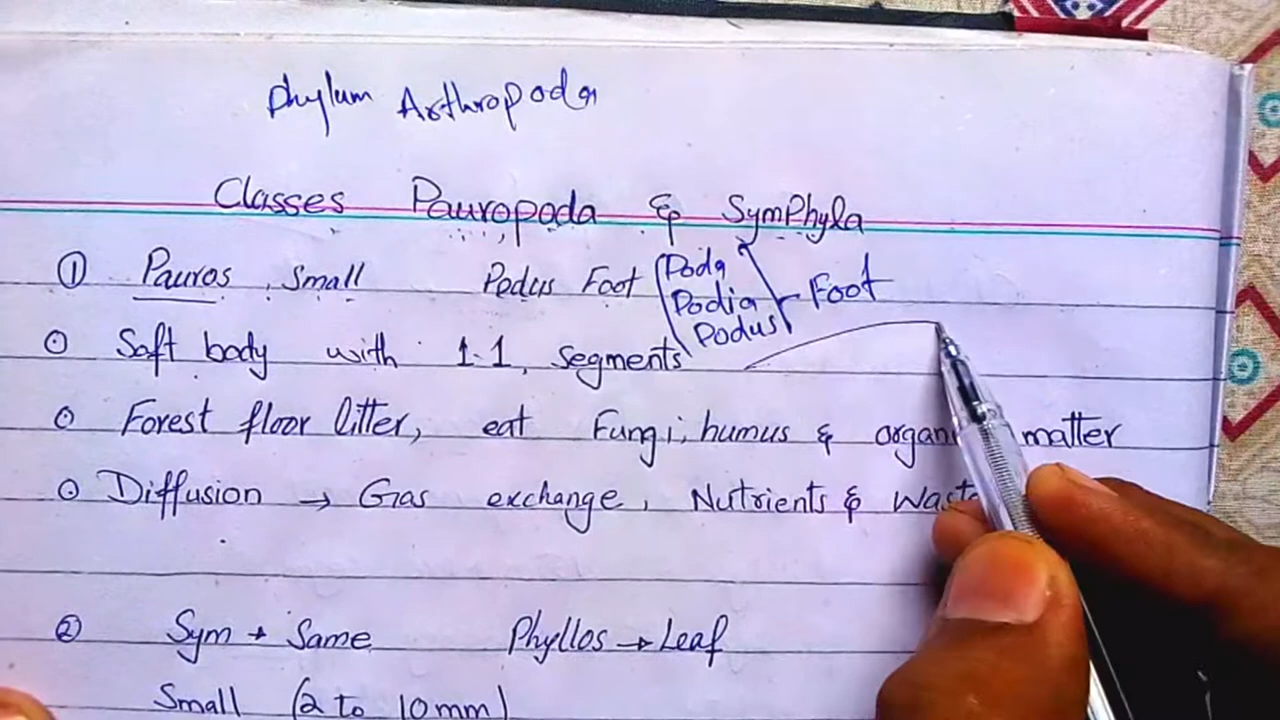 Phylum Arthropoda
Classes Pauropoda & SymPhyla
① Pauros, Small Podus Foot (Poda Podia Podus) Foot
Soft body with 11, segments
Forest floor litter, eat Fungi, humus & organ matter
Diffusion → Gas exchange, Nutrients & Waste
② Sym → Same Phyllos → Leaf
Small (2 to 10mm)